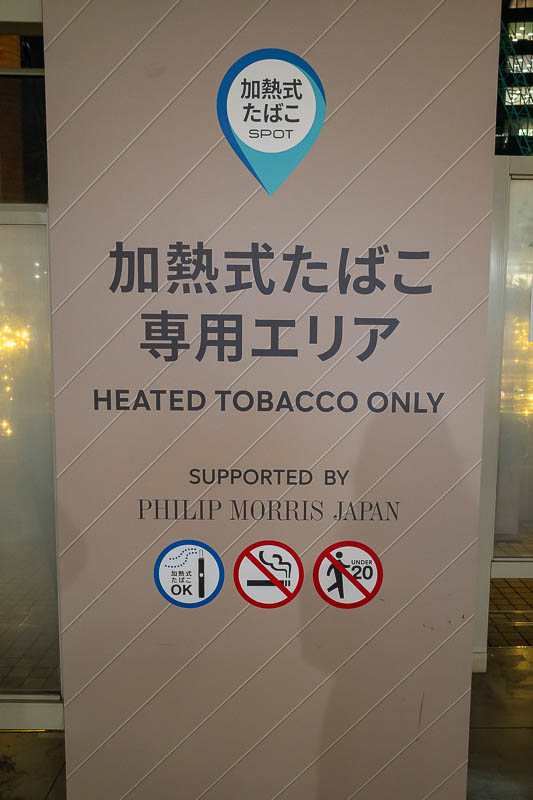 加熱式
たばこ
SPOT
加熱式たばこ
専用エリア
HEATED TOBACCO ONLY
SUPPORTED BY
PHILIP MORRIS JAPAN
加熱式
たばこ
OK
UNDER
20